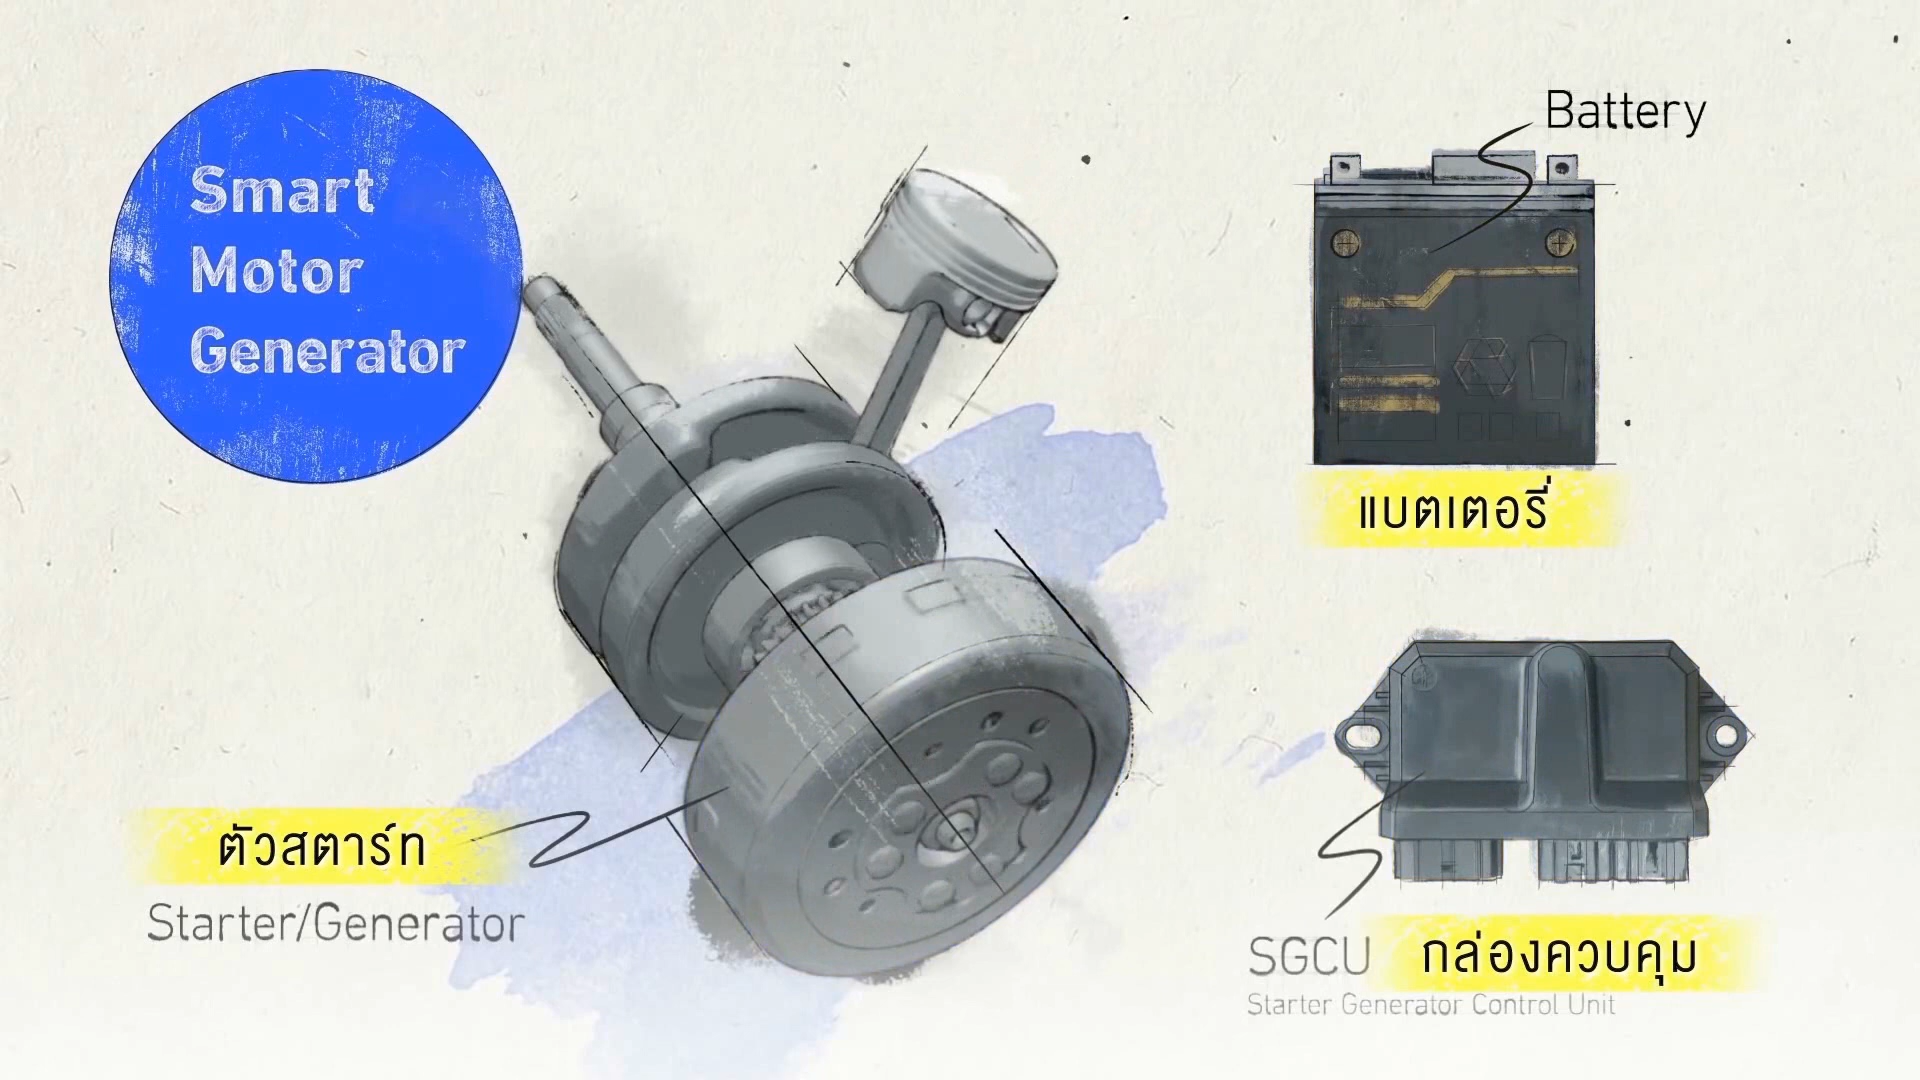 Smart
Motor
Generator
Battery
แบตเตอรี่
ตัวสตาร์ท
Starter/Generator
SGCU กล่องควบคุม
Starter Generator Control Unit